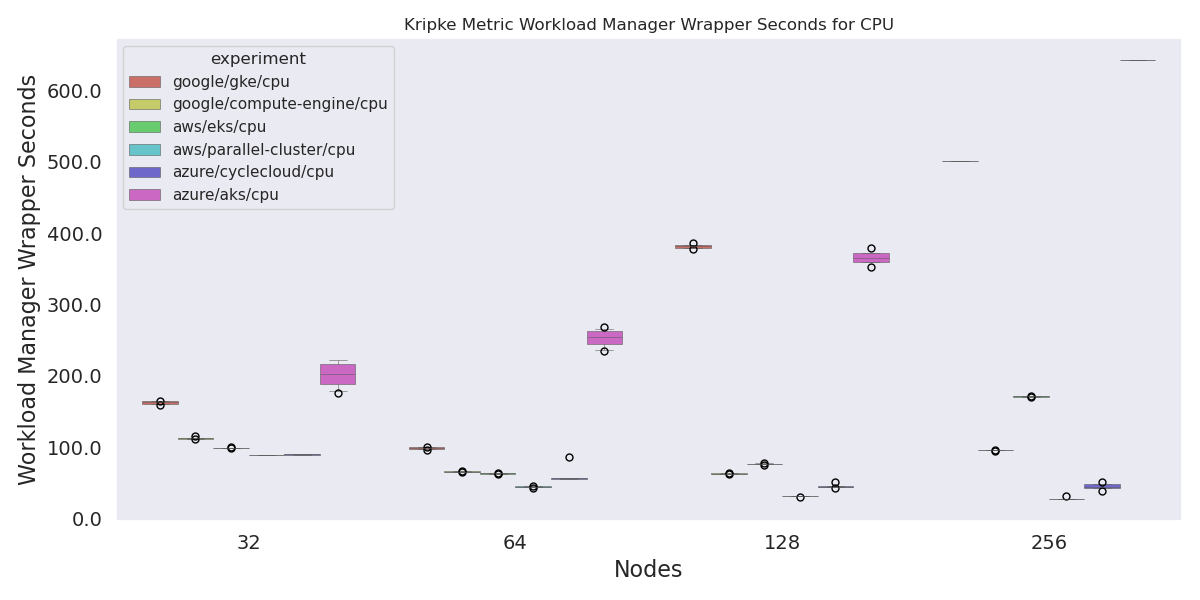 Kripke Metric Workload Manager Wrapper Seconds for CPU
Workload Manager Wrapper Seconds
600.0
500.0
400.0
300.0
200.0
100.0
0.0
experiment
google/gke/cpu
google/compute-engine/cpu
aws/eks/cpu
aws/parallel-cluster/cpu
azure/cyclecloud/cpu
azure/aks/cpu
32
64
128
256
Nodes